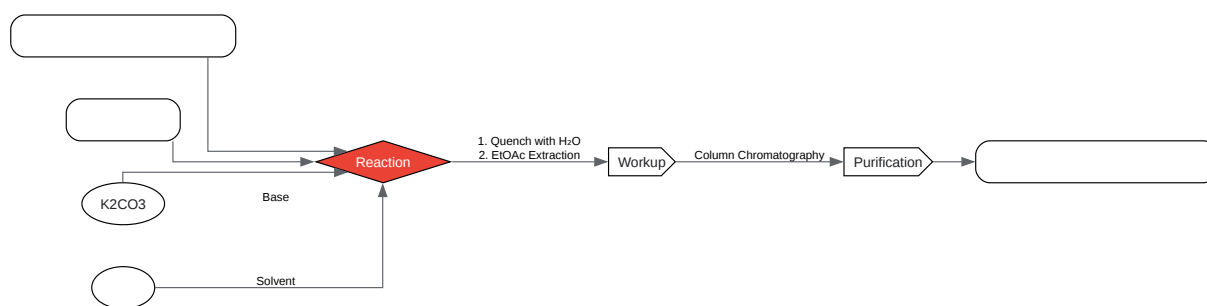 1. Quench with H₂O
2. EtOAc Extraction
Reaction
Workup
Column Chromatography
Purification
K2CO3
Base
Solvent